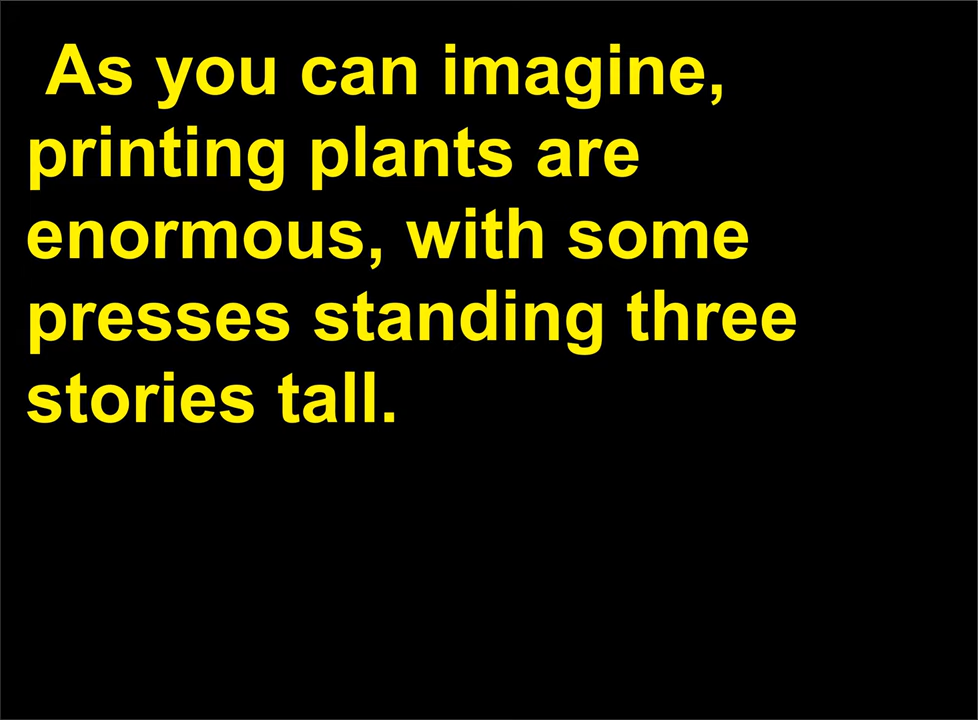 As you can imagine,
printing plants are
enormous, with some
presses standing three
stories tall.